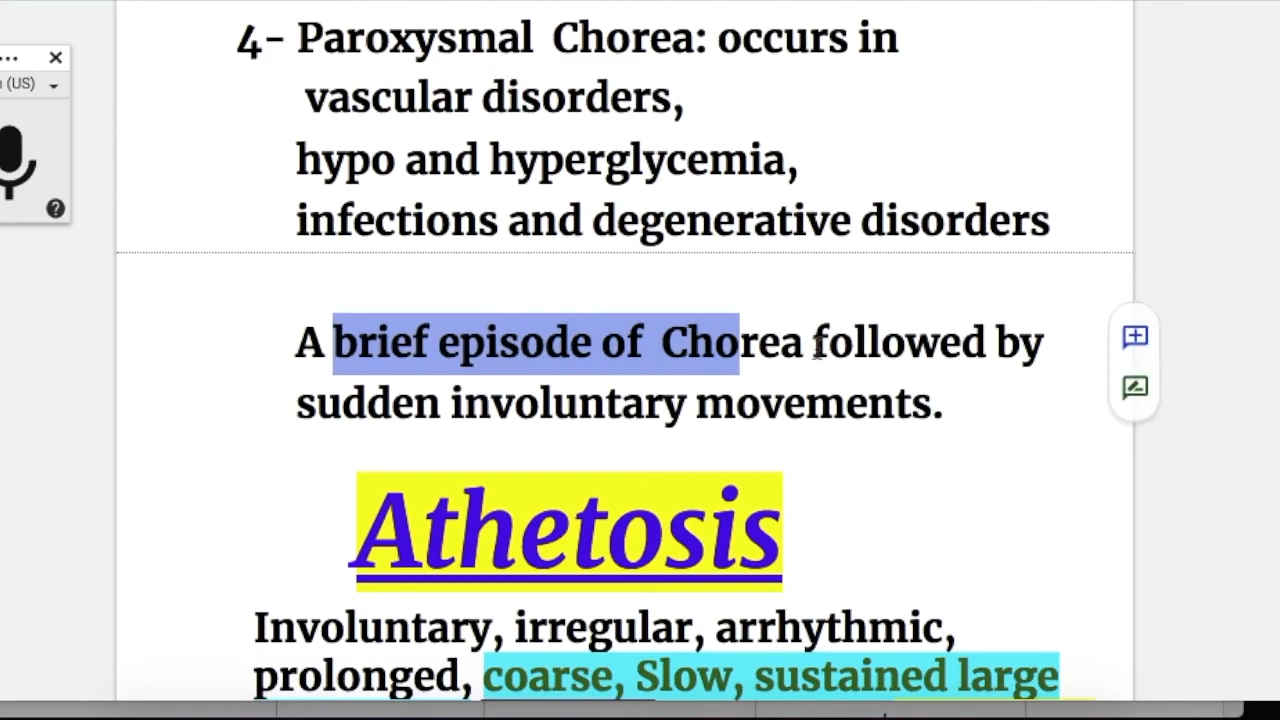 4- Paroxysmal Chorea: occurs in
vascular disorders,
hypo and hyperglycemia,
infections and degenerative disorders
(US)
A brief episode of Chorea followed by
sudden involuntary movements.
Athetosis
Involuntary, irregular, arrhythmic,
prolonged, coarse, Slow, sustained large